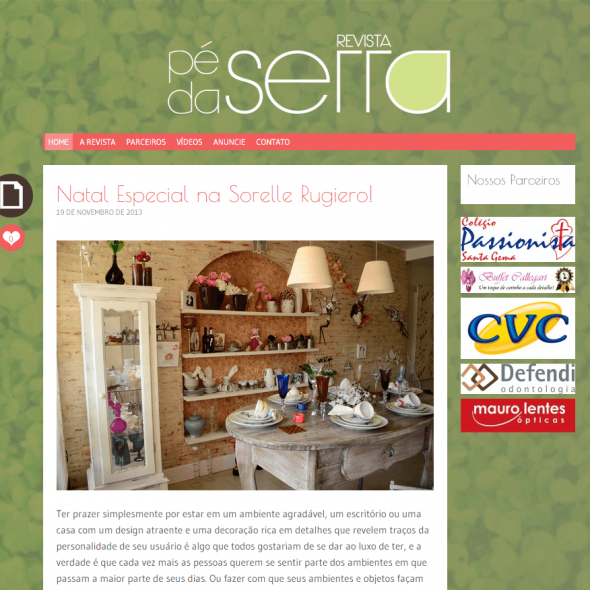 REVISTA
pé da serra
HOME A REVISTA PARCEIROS VÍDEOS ANUNCIE CONTATO
0
Natal Especial na Sorelle Rugiero!
19 DE NOVEMBRO DE 2013
Ter prazer simplesmente por estar em um ambiente agradável, um escritório ou uma
casa com um design atraente e uma decoração rica em detalhes que revelem traços da
personalidade de seu usuário é algo que todos gostariam de se dar ao luxo de ter, e a
verdade é que cada vez mais as pessoas querem se sentir parte dos ambientes em que
passam a maior parte de seus dias. Ou fazer com que seus ambientes e objetos façam
Nossos Parceiros
Colégio
Passionista
Santa Gema
Buffet Callegari
Um toque de carinho a cada detalhe!
CVC
Defendi
odontologia
mauro lentes
ópticas